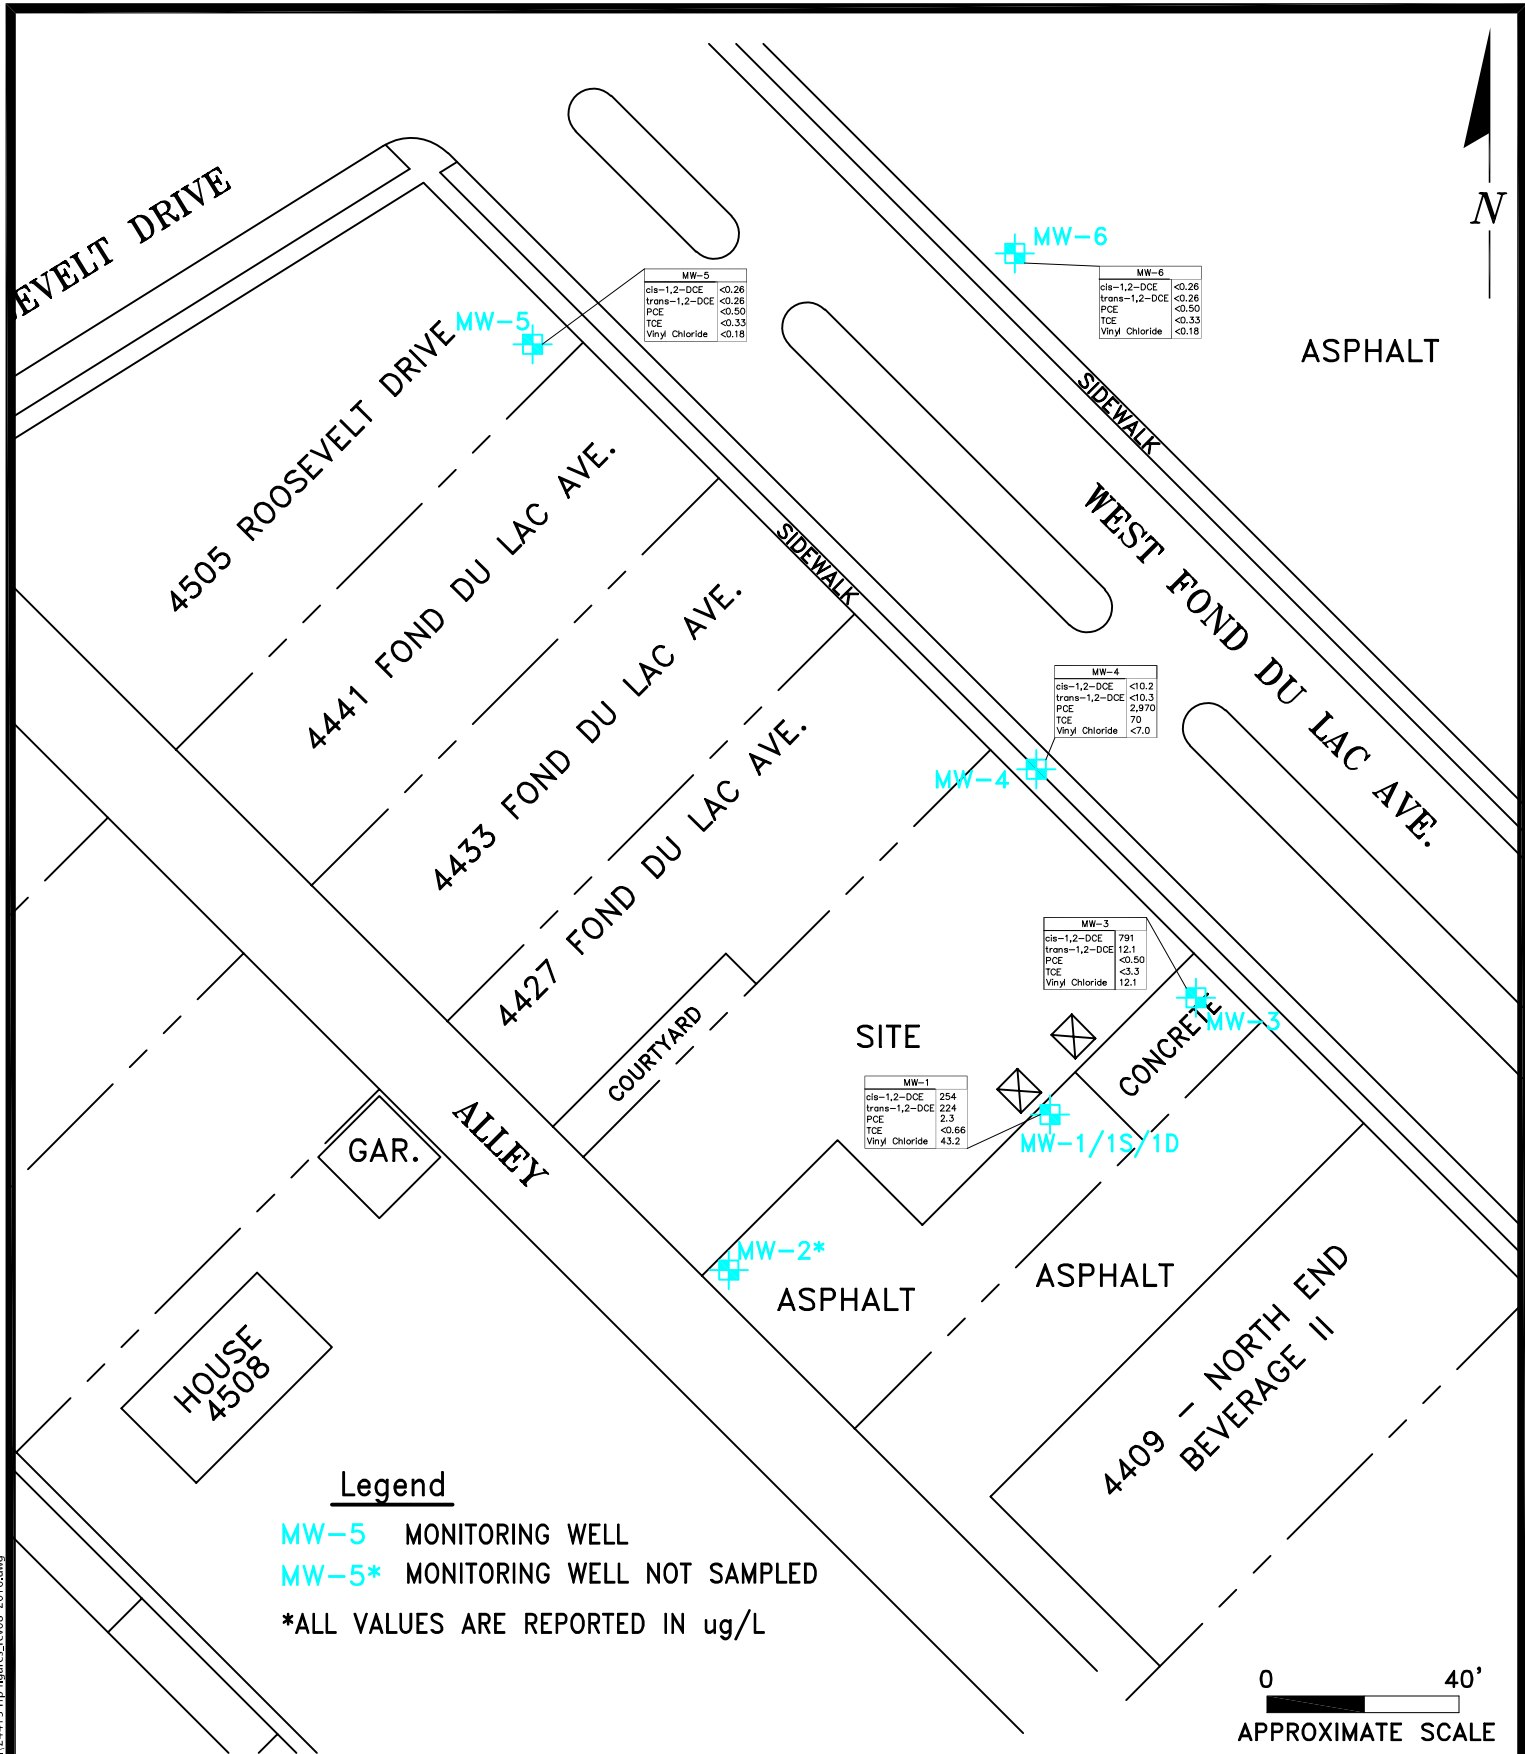 EVELT DRIVE
N
MW-6
MW-6
cis-1,2-DCE <0.26
trans-1,2-DCE <0.26
PCE <0.50
TCE <0.33
Vinyl Chloride <0.18
MW-5
cis-1,2-DCE <0.26
trans-1,2-DCE <0.26
PCE <0.50
TCE <0.33
Vinyl Chloride <0.18
MW-5
ASPHALT
SIDEWALK
4505 ROOSEVELT DRIVE
4441 FOND DU LAC AVE.
SIDEWALK
WEST FOND DU LAC AVE.
4433 FOND DU LAC AVE.
MW-4
cis-1,2-DCE <10.2
trans-1,2-DCE <10.3
PCE 2,970
TCE 70
Vinyl Chloride <7.0
MW-4
4427 FOND DU LAC AVE.
MW-3
cis-1,2-DCE 791
trans-1,2-DCE 12.1
PCE <0.50
TCE <3.3
Vinyl Chloride 12.1
MW-3
CONCRETE
SITE
COURTYARD
MW-1
cis-1,2-DCE 254
trans-1,2-DCE 224
PCE 2.3
TCE <0.66
Vinyl Chloride 43.2
MW-1/1S/1D
GAR.
ALLEY
MW-2*
ASPHALT
ASPHALT
4409 - NORTH END
BEVERAGE II
HOUSE
4508
Legend
MW-5 MONITORING WELL
MW-5* MONITORING WELL NOT SAMPLED
*ALL VALUES ARE REPORTED IN ug/L
0 40'
APPROXIMATE SCALE